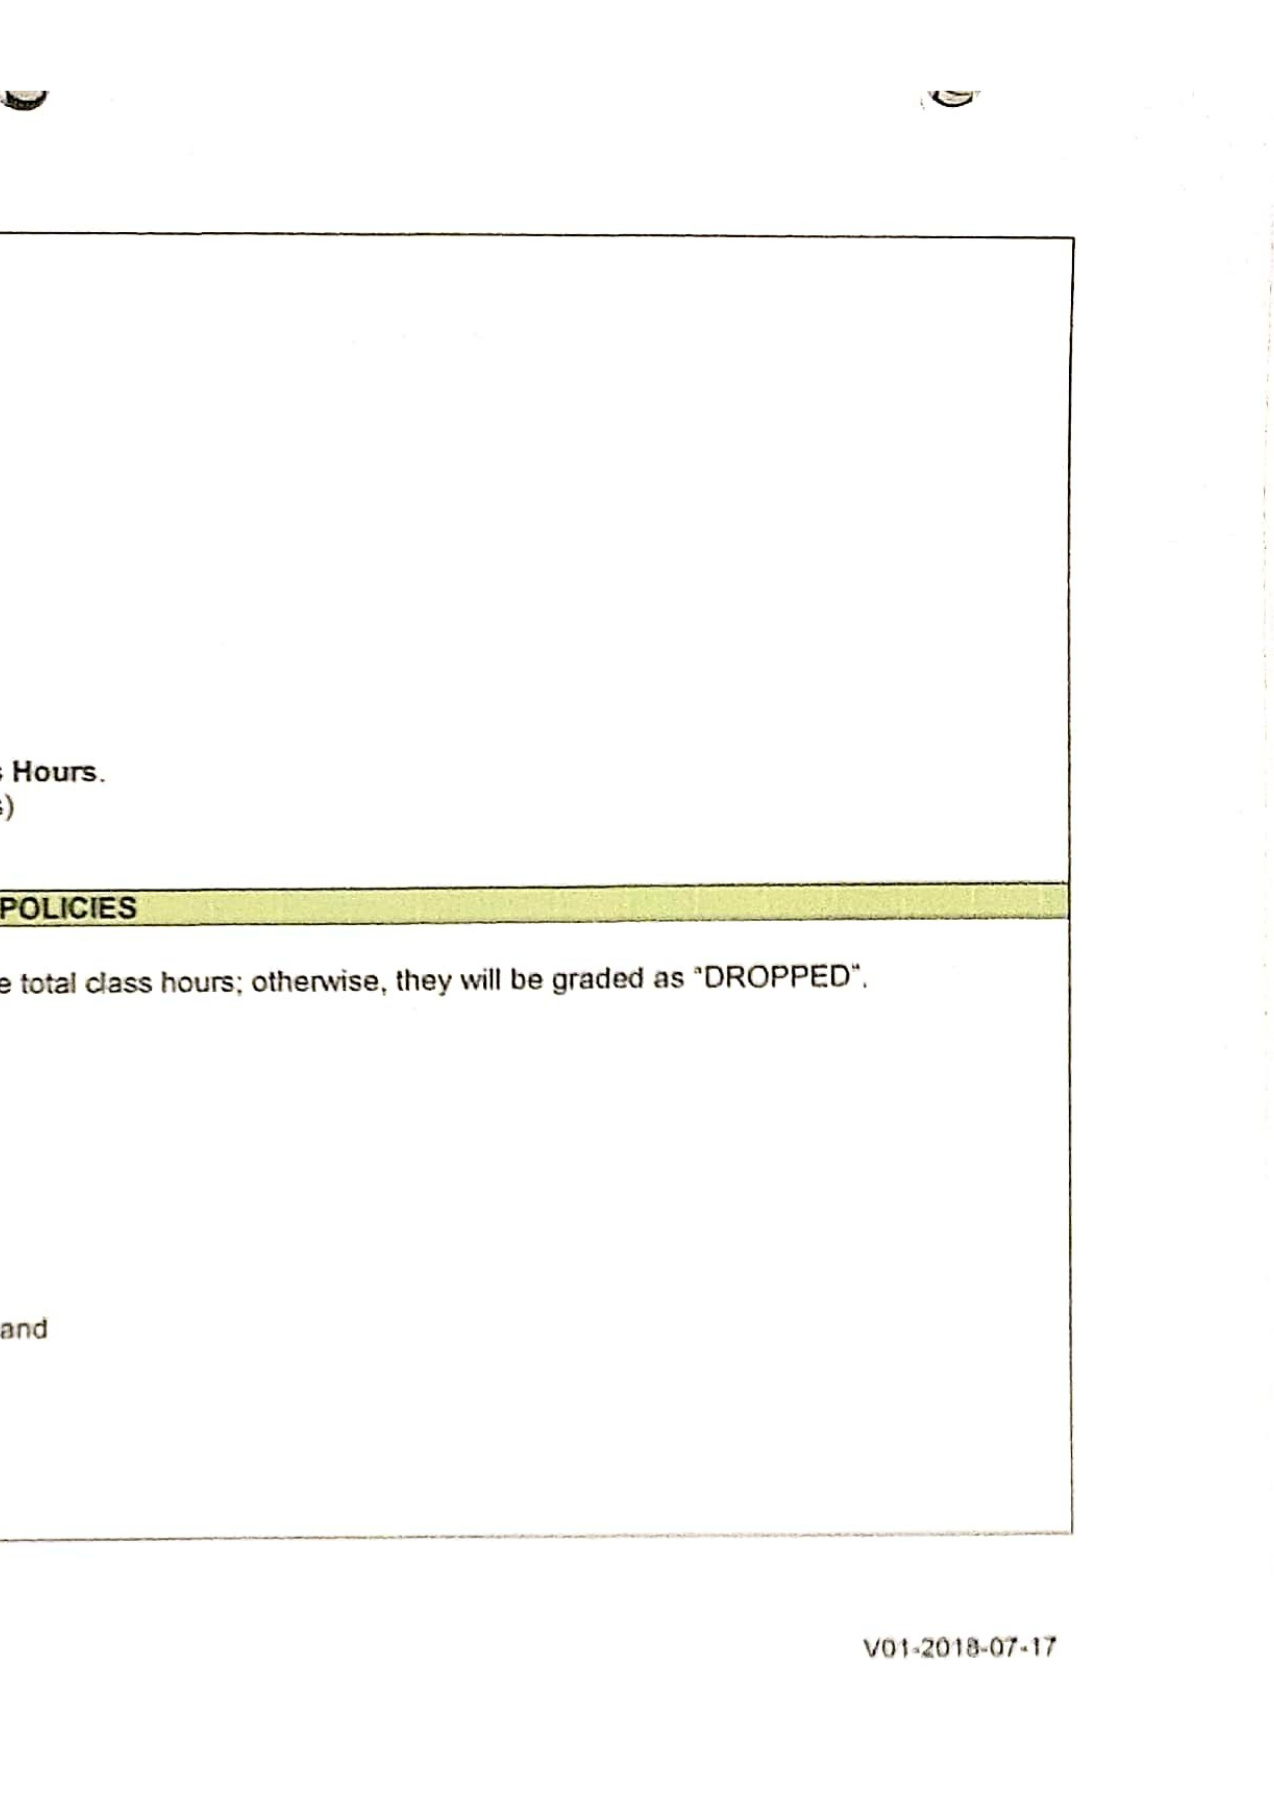 Hours.
)
POLICIES
e total class hours; otherwise, they will be graded as "DROPPED".
and
V01-2018-07-17